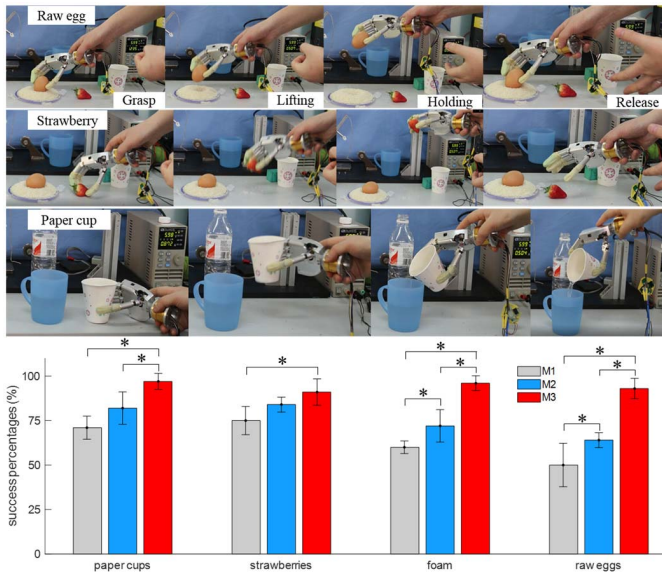 Raw egg
Grasp
Lifting
Holding
Release
Strawberry
Paper cup
* * * *
* * * *
* *
M1
M2
M3
success percentages (%)
100
75
50
25
0
paper cups
strawberries
foam
raw eggs